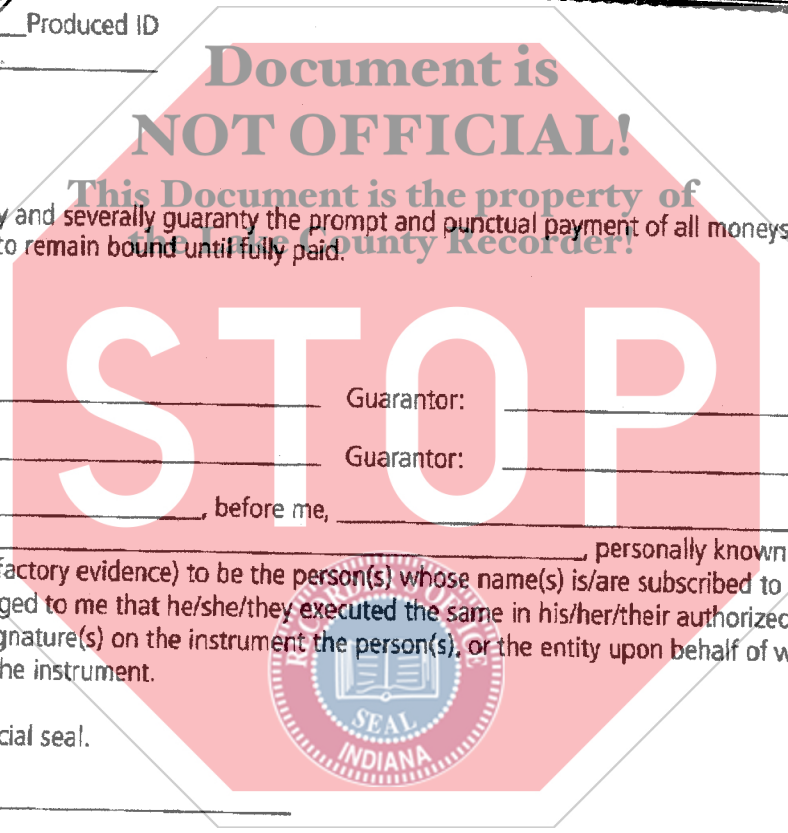 Produced ID
Document is
NOT OFFICIAL!
This Document is the property of
y and severally guaranty the prompt and punctual payment of all moneys
the Lake County Recorder!
to remain bound until fully paid.
STOP
Guarantor:
Guarantor:
, before me,
, personally known
factory evidence) to be the person(s) whose name(s) is/are subscribed to
ged to me that he/she/they executed the same in his/her/their authorized
gnature(s) on the instrument the person(s), or the entity upon behalf of w
he instrument.
RECORDER'S OFFICE
SEAL
INDIANA
cial seal.